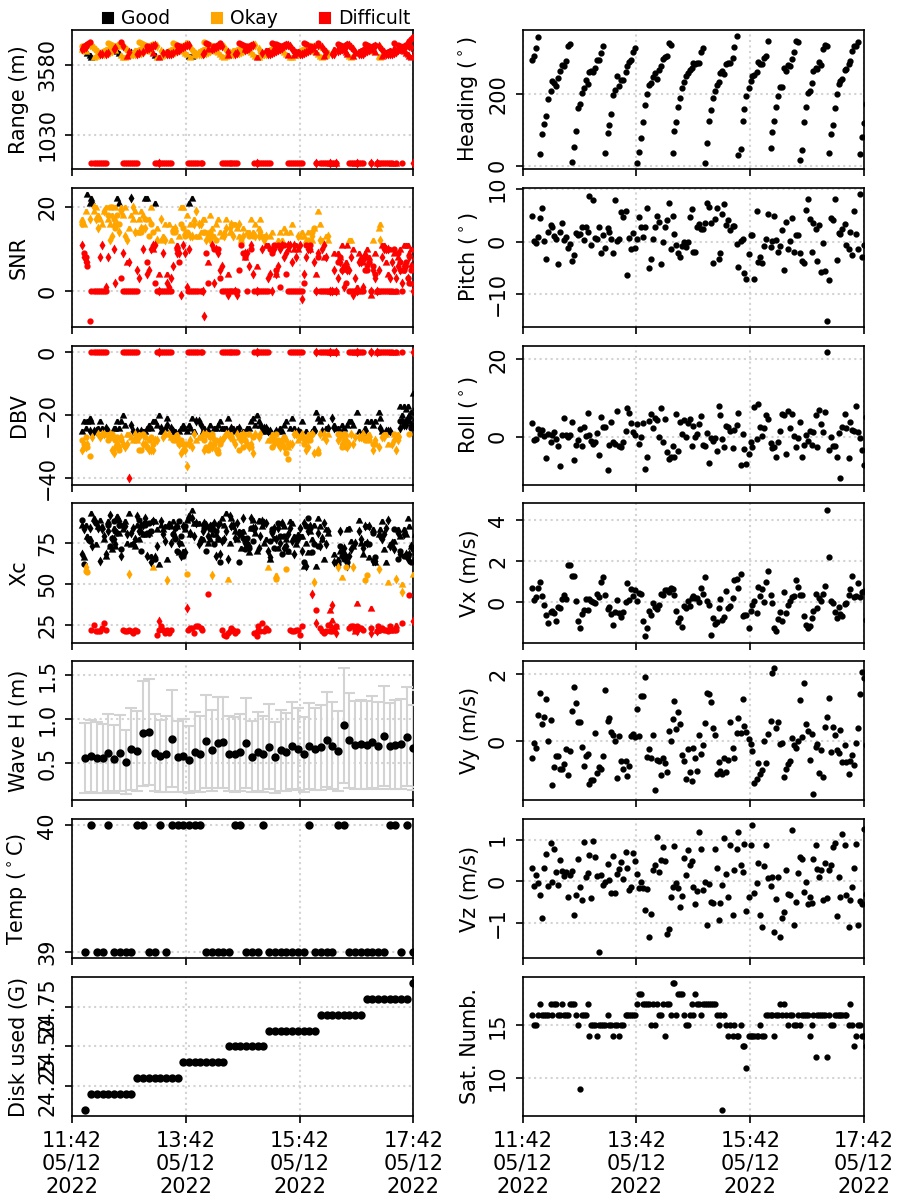 Good Okay Difficult
Range (m)
3580
1030
Heading (°)
200
0
SNR
20
0
Pitch (°)
10
0
−10
DBV
0
−20
−40
Roll (°)
20
0
Xc
75
50
25
Vx (m/s)
4
2
0
Wave H (m)
1.5
1.0
0.5
Vy (m/s)
2
0
Temp (°C)
40
39
Vz (m/s)
1
0
−1
Disk used (G)
24.75
24.50
24.25
Sat. Numb.
15
10
11:42 13:42 15:42 17:42 11:42 13:42 15:42 17:42
05/12 05/12 05/12 05/12 05/12 05/12 05/12 05/12
2022 2022 2022 2022 2022 2022 2022 2022